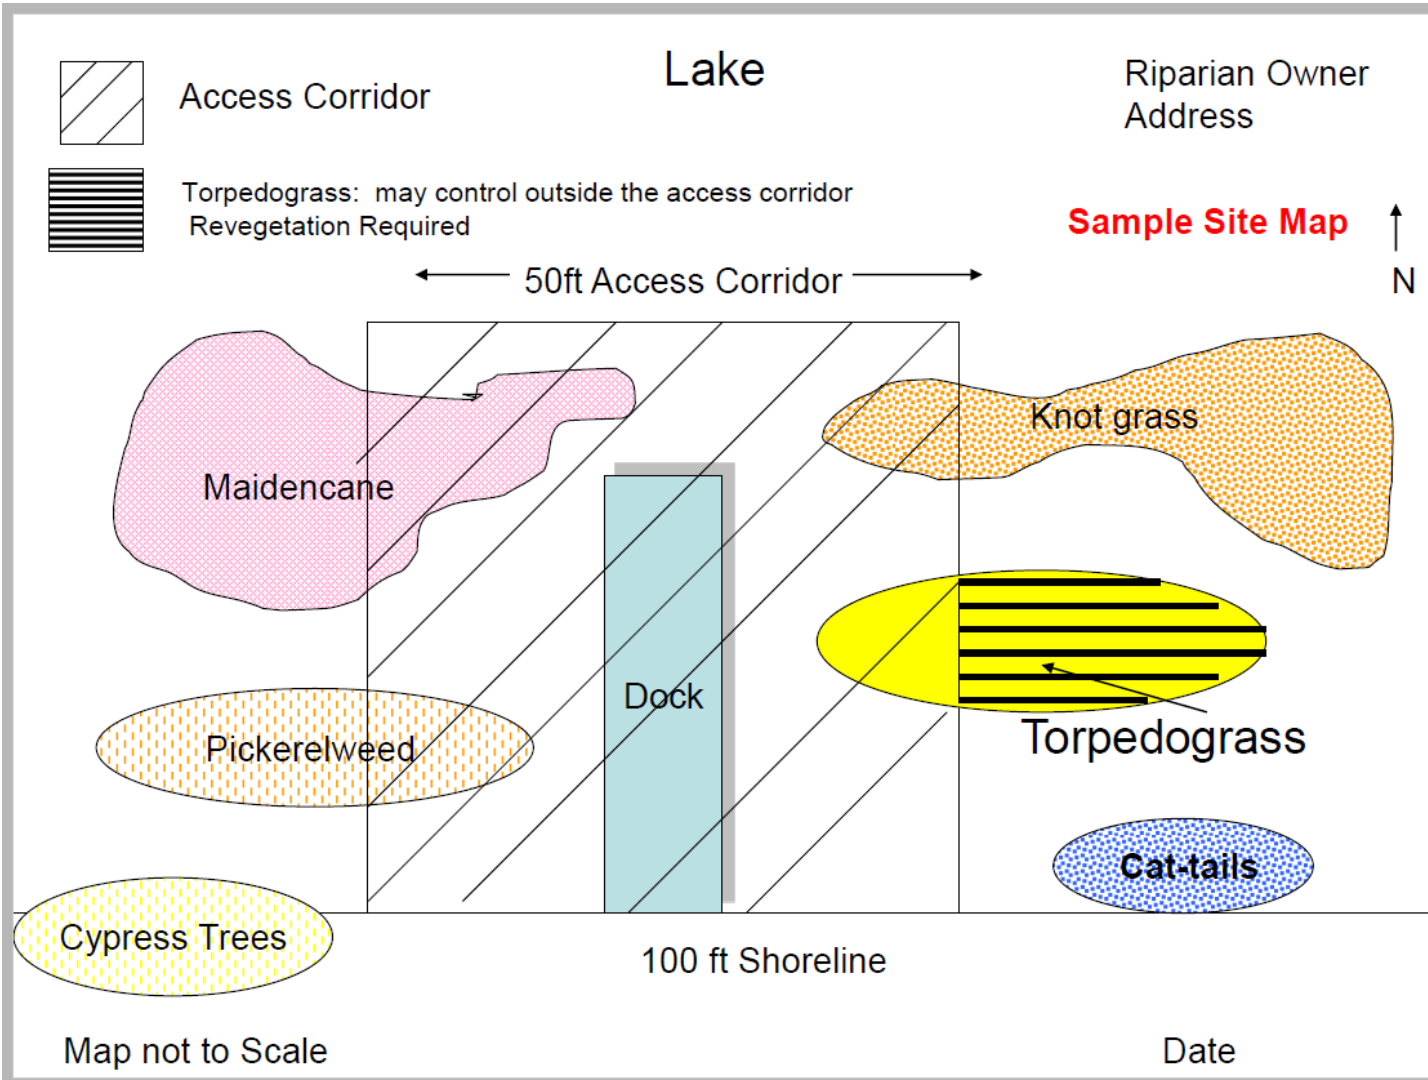 Lake
Riparian Owner
Address
Access Corridor
Torpedograss: may control outside the access corridor
Revegetation Required
Sample Site Map
N
50ft Access Corridor
Knot grass
Maidencane
Dock
Torpedograss
Pickerelweed
Cat-tails
Cypress Trees
100 ft Shoreline
Map not to Scale
Date